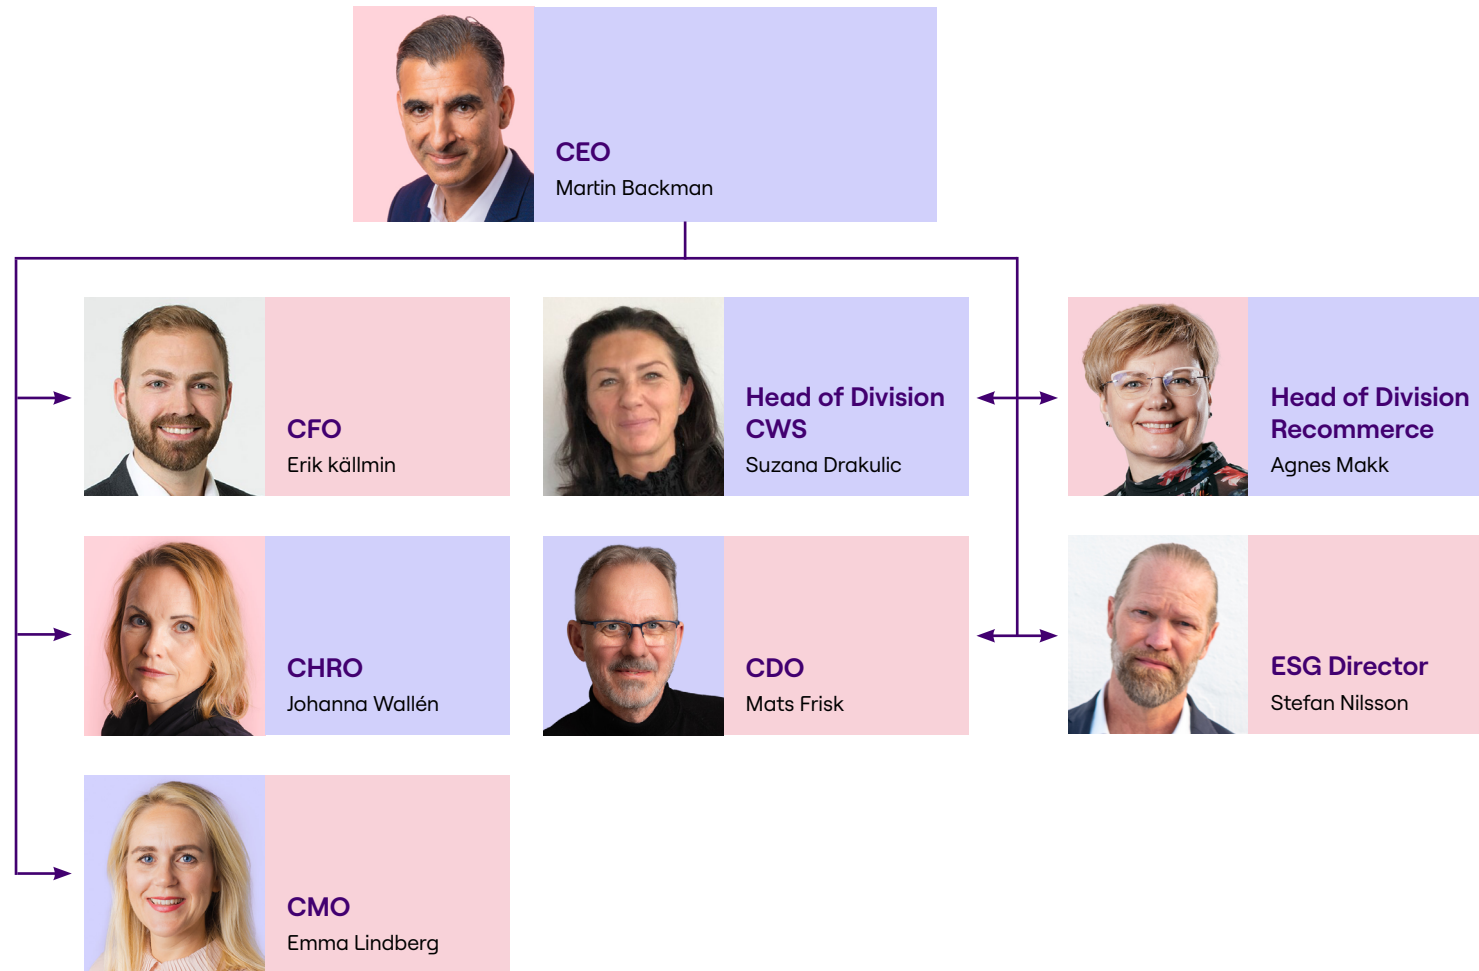 CEO
Martin Backman
CFO
Erik källmin
Head of Division
CWS
Suzana Drakulic
Head of Division
Recommerce
Agnes Makk
CHRO
Johanna Wallén
CDO
Mats Frisk
ESG Director
Stefan Nilsson
CMO
Emma Lindberg